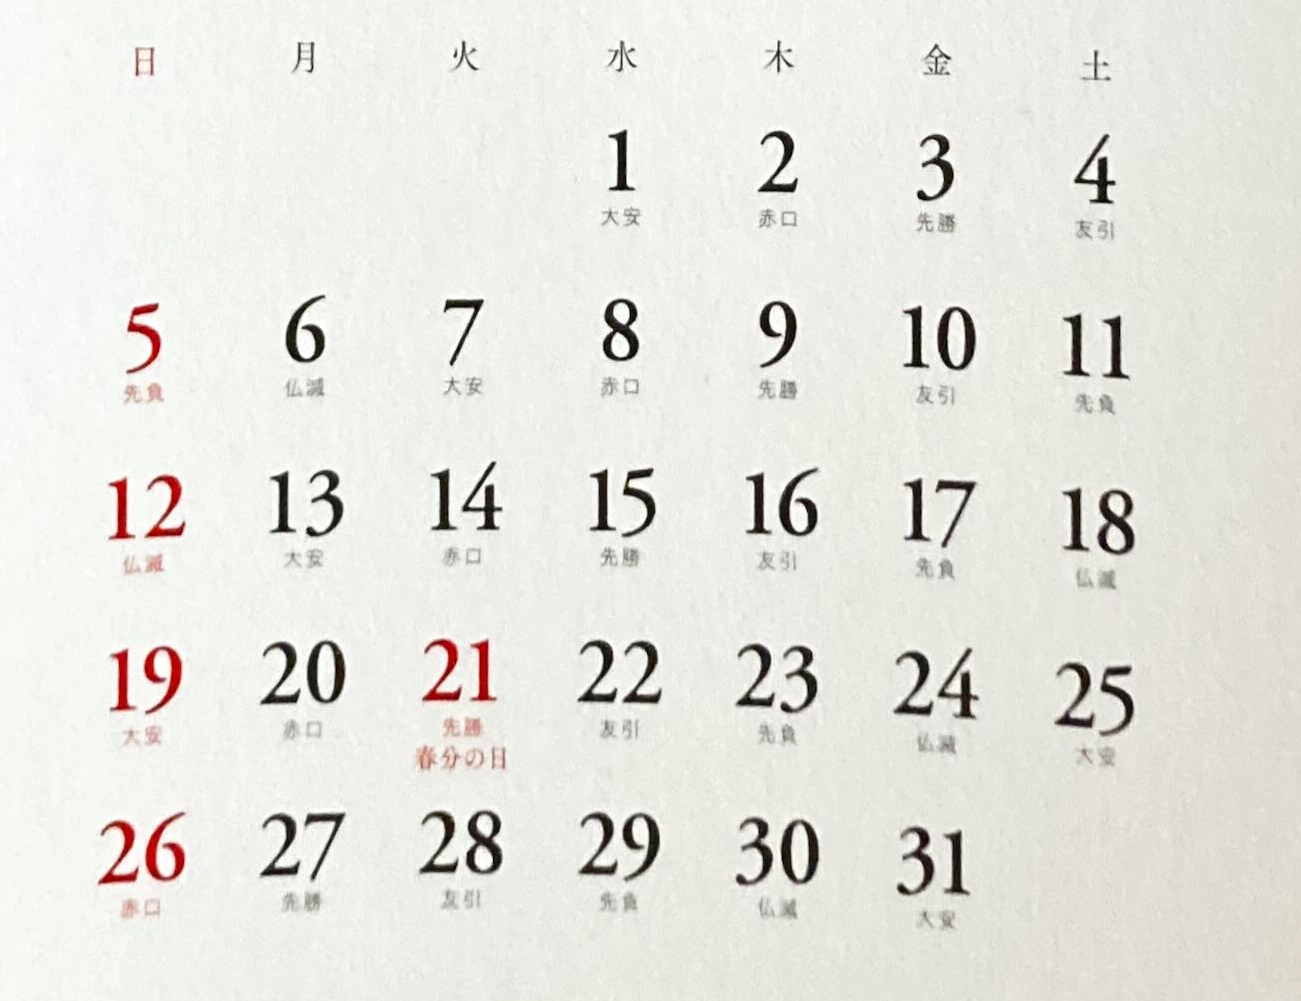 日 月 火 水 木 金 土
1 2 3 4
大安 赤口 先勝 友引
5 6 7 8 9 10 11
先負 仏滅 大安 赤口 先勝 友引 先負
12 13 14 15 16 17 18
仏滅 大安 赤口 先勝 友引 先負 仏滅
19 20 21 22 23 24 25
大安 赤口 先勝 友引 先負 仏滅 大安
春分の日
26 27 28 29 30 31
赤口 先勝 友引 先負 仏滅 大安